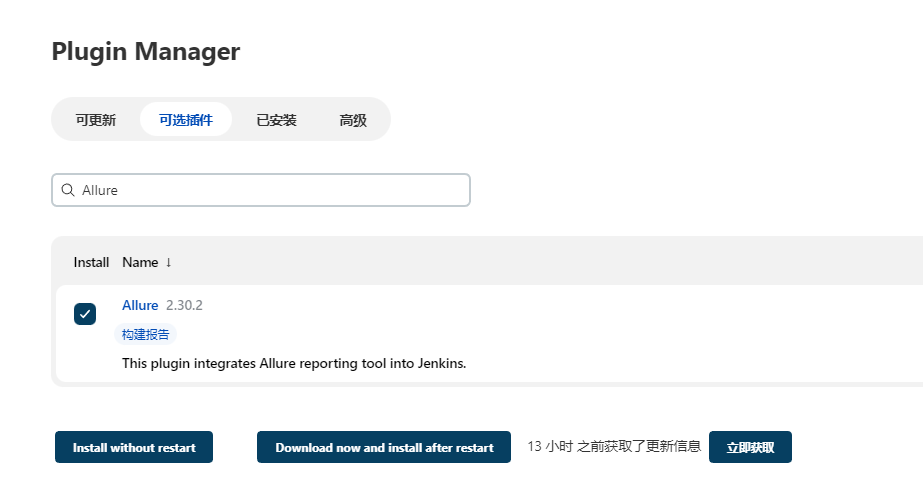 Plugin Manager
可更新 可选插件 已安装 高级
Allure
Install Name ↓
Allure 2.30.2
构建报告
This plugin integrates Allure reporting tool into Jenkins.
Install without restart Download now and install after restart 13 小时 之前获取了更新信息 立即获取